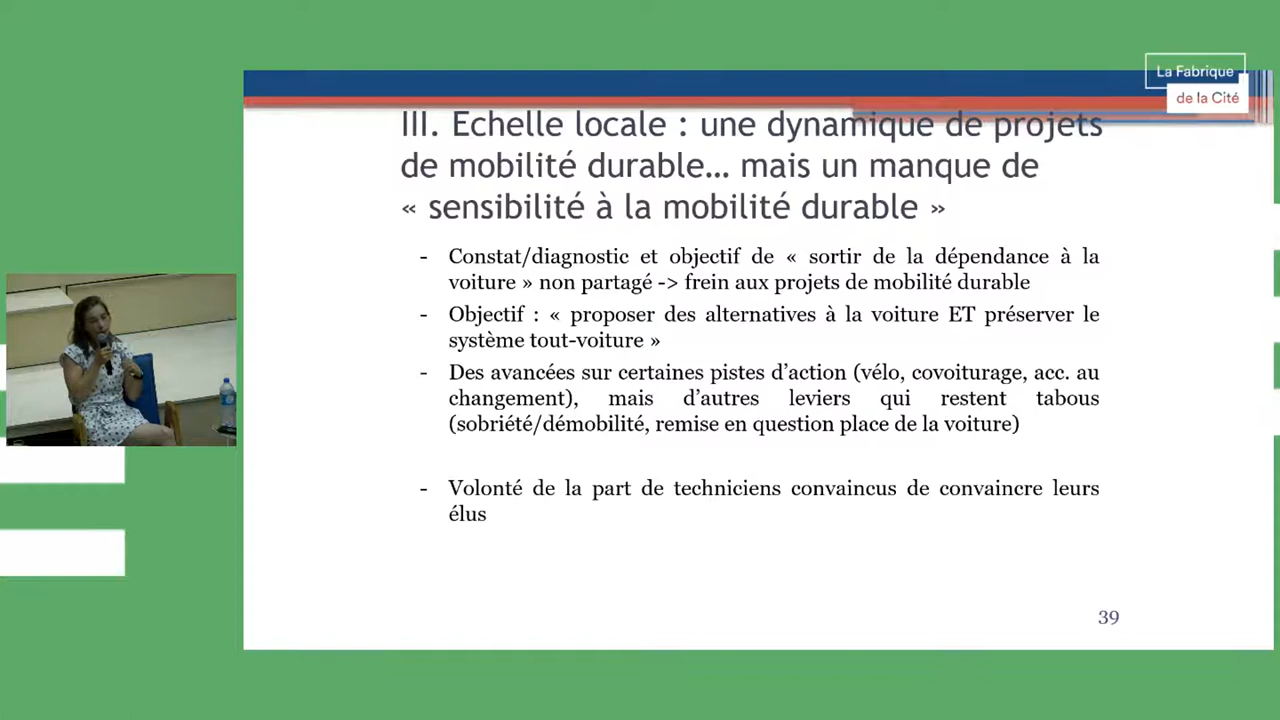 La Fabrique
de la Cité
III. Echelle locale : une dynamique de projets
de mobilité durable… mais un manque de
« sensibilité à la mobilité durable »
- Constat/diagnostic et objectif de « sortir de la dépendance à la
voiture » non partagé -> frein aux projets de mobilité durable
- Objectif : « proposer des alternatives à la voiture ET préserver le
système tout-voiture »
- Des avancées sur certaines pistes d’action (vélo, covoiturage, acc. au
changement), mais d’autres leviers qui restent tabous
(sobriété/démobilité, remise en question place de la voiture)
- Volonté de la part de techniciens convaincus de convaincre leurs
élus
39